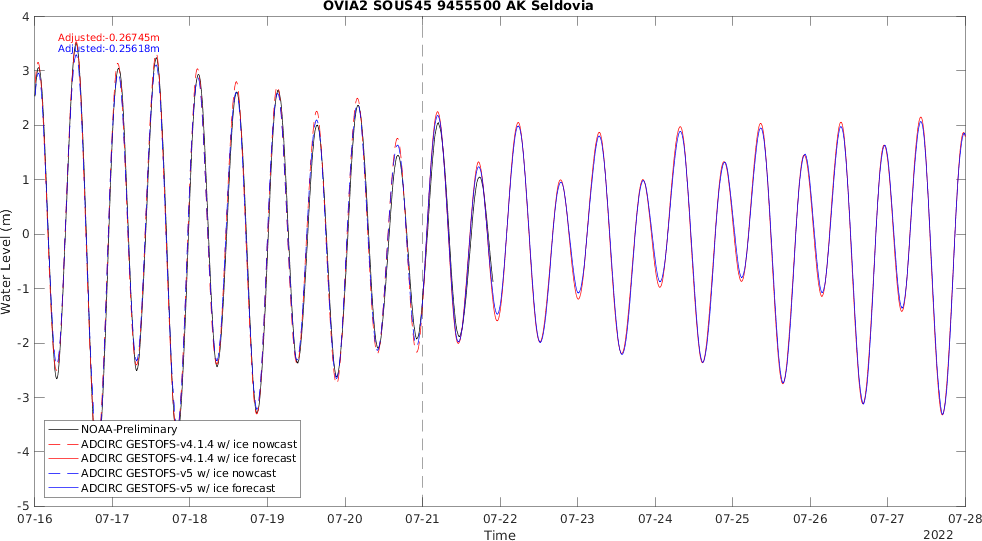 OVIA2 SOUS45 9455500 AK Seldovia
Adjusted:-0.26745m
Adjusted:-0.25618m
4
3
2
1
0
-1
-2
-3
-4
-5
Water Level (m)
NOAA-Preliminary
ADCIRC GESTOFS-v4.1.4 w/ ice nowcast
ADCIRC GESTOFS-v4.1.4 w/ ice forecast
ADCIRC GESTOFS-v5 w/ ice nowcast
ADCIRC GESTOFS-v5 w/ ice forecast
07-16 07-17 07-18 07-19 07-20 07-21 07-22 07-23 07-24 07-25 07-26 07-27 07-28
Time
2022